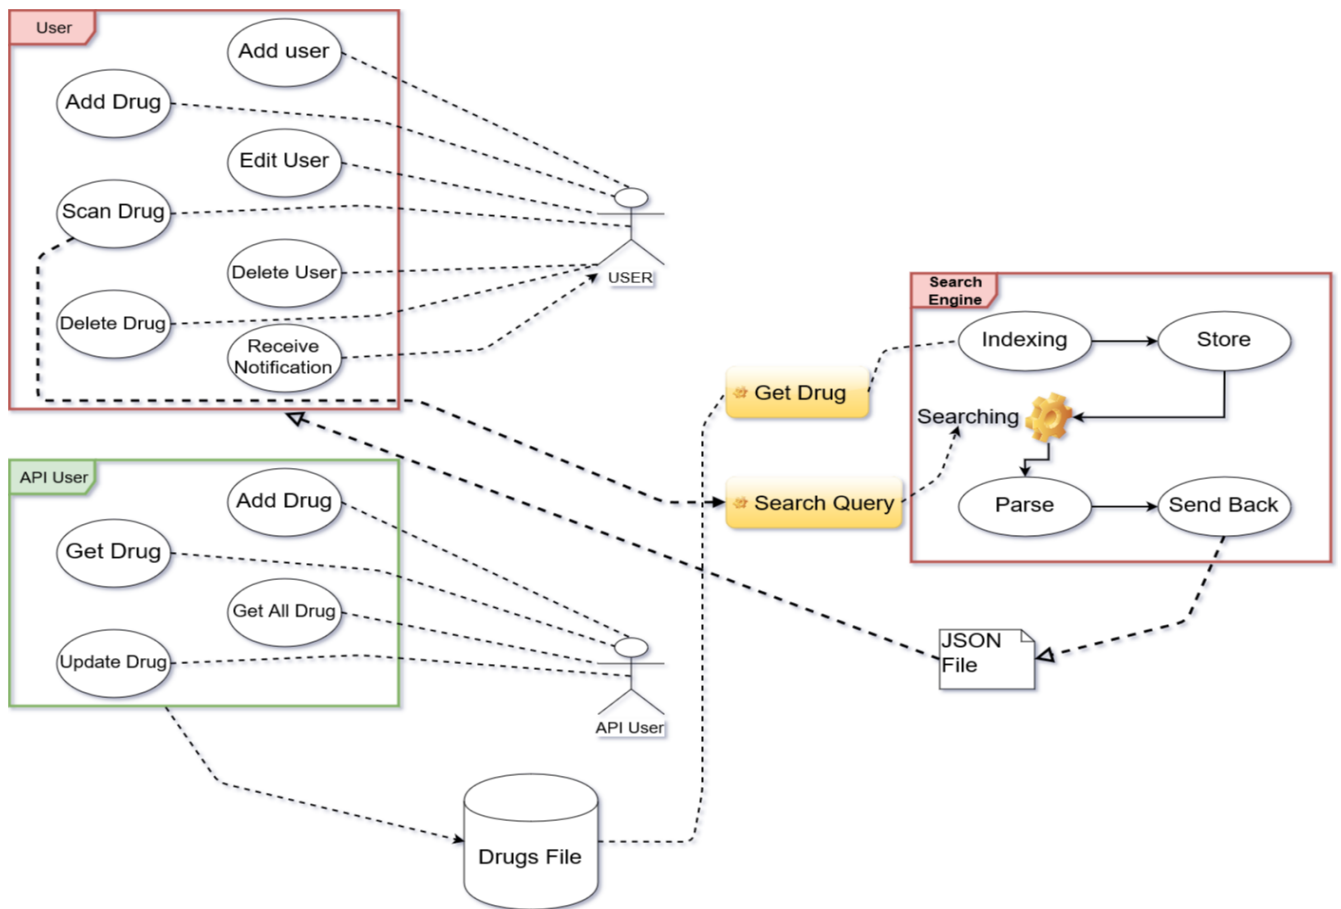 User
Add user
Add Drug
Edit User
Scan Drug
Delete User
Delete Drug
Receive
Notification
USER
Search
Engine
Indexing
Store
Get Drug
Searching
Search Query
Parse
Send Back
API User
Add Drug
Get Drug
Get All Drug
Update Drug
API User
JSON
File
Drugs File